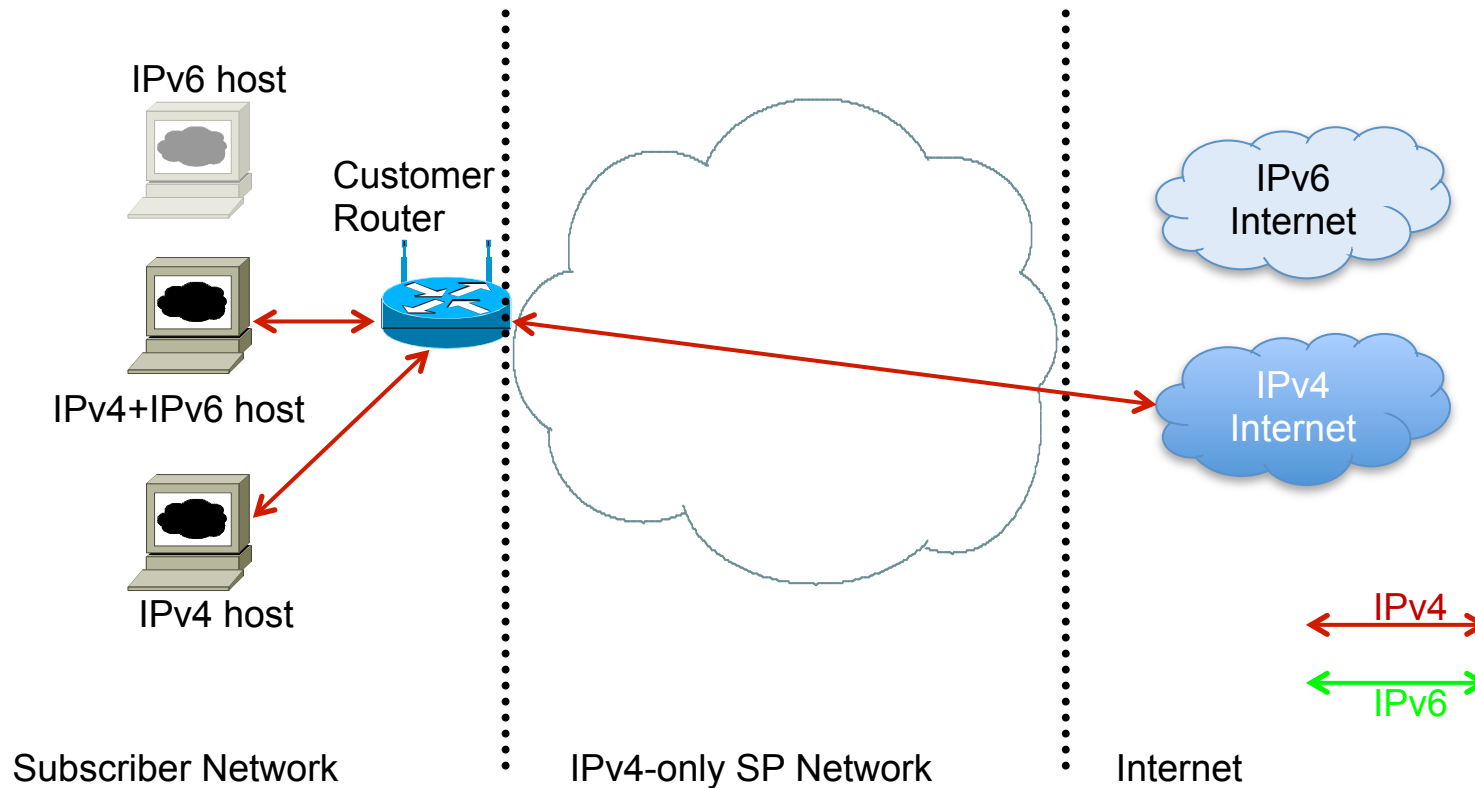 IPv6 host
Customer
Router
IPv4+IPv6 host
IPv4 host
IPv6
Internet
IPv4
Internet
IPv4
IPv6
Subscriber Network
IPv4-only SP Network
Internet